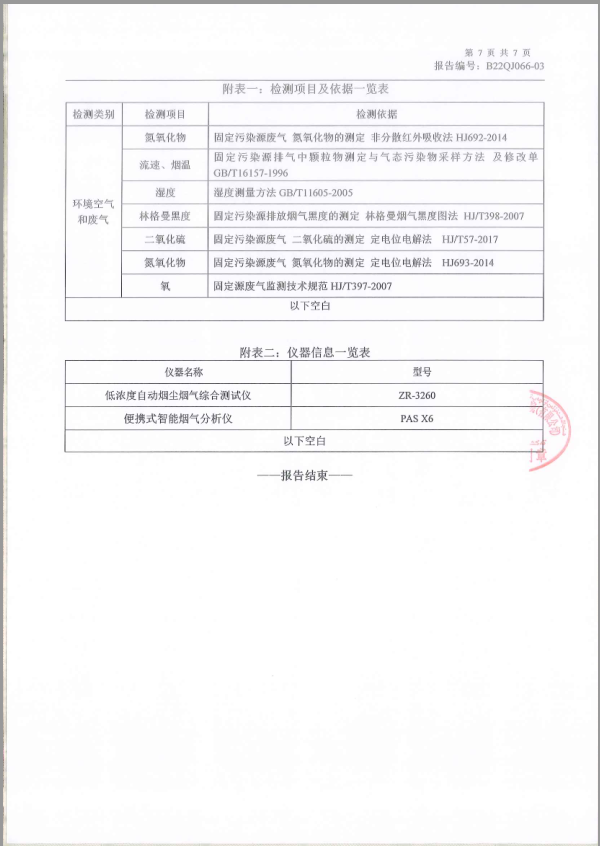 第 7 页 共 7 页
报告编号：B22QJ066-03
附表一：检测项目及依据一览表
检测类别 检测项目 检测依据
环境空气和废气
氮氧化物 固定污染源废气 氮氧化物的测定 非分散红外吸收法 HJ692-2014
流速、烟温 固定污染源排气中颗粒物测定与气态污染物采样方法 及修改单
GB/T16157-1996
湿度 湿度测量方法 GB/T11605-2005
林格曼黑度 固定污染源排放烟气黑度的测定 林格曼烟气黑度图法 HJ/T398-2007
二氧化硫 固定污染源废气 二氧化硫的测定 定电位电解法 HJ/T57-2017
氮氧化物 固定污染源废气 氮氧化物的测定 定电位电解法 HJ693-2014
氧 固定源废气监测技术规范 HJ/T397-2007
以下空白
附表二：仪器信息一览表
仪器名称 型号
低浓度自动烟尘烟气综合测试仪 ZR-3260
便携式智能烟气分析仪 PAS X6
以下空白
——报告结束——